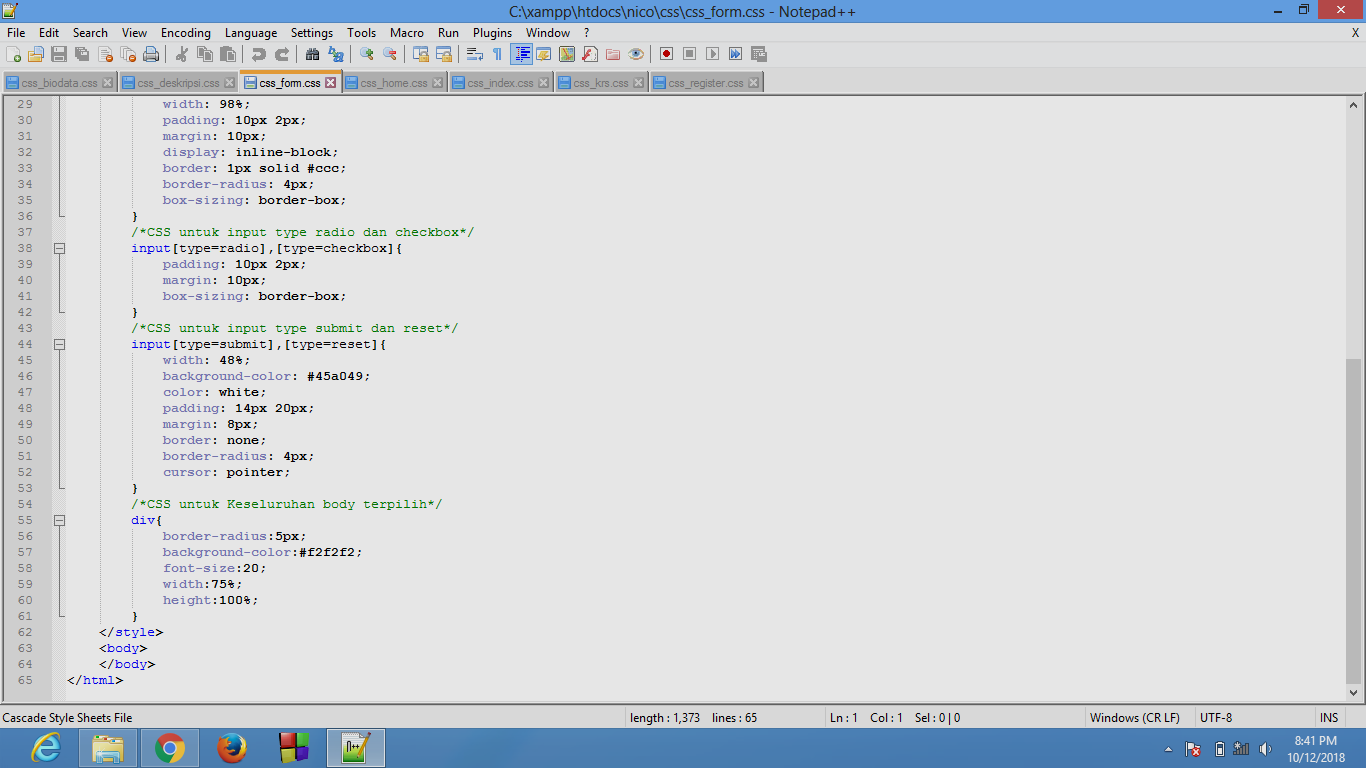 C:\xampp\htdocs\nico\css\css_form.css - Notepad++
File Edit Search View Encoding Language Settings Tools Macro Run Plugins Window ? X
css_biodata.css css_deskripsi.css css_form.css css_home.css css_index.css css_krs.css css_register.css
29 width: 98%;
30 padding: 10px 2px;
31 margin: 10px;
32 display: inline-block;
33 border: 1px solid #ccc;
34 border-radius: 4px;
35 box-sizing: border-box;
36 }
37 /*CSS untuk input type radio dan checkbox*/
38 input[type=radio],[type=checkbox]{
39 padding: 10px 2px;
40 margin: 10px;
41 box-sizing: border-box;
42 }
43 /*CSS untuk input type submit dan reset*/
44 input[type=submit],[type=reset]{
45 width: 48%;
46 background-color: #45a049;
47 color: white;
48 padding: 14px 20px;
49 margin: 8px;
50 border: none;
51 border-radius: 4px;
52 cursor: pointer;
53 }
54 /*CSS untuk Keseluruhan body terpilih*/
55 div{
56 border-radius:5px;
57 background-color:#f2f2f2;
58 font-size:20;
59 width:75%;
60 height:100%;
61 }
62 </style>
63 <body>
64 </body>
65 </html>
Cascade Style Sheets File length : 1,373 lines : 65 Ln : 1 Col : 1 Sel : 0 | 0 Windows (CR LF) UTF-8 INS
8:41 PM
10/12/2018